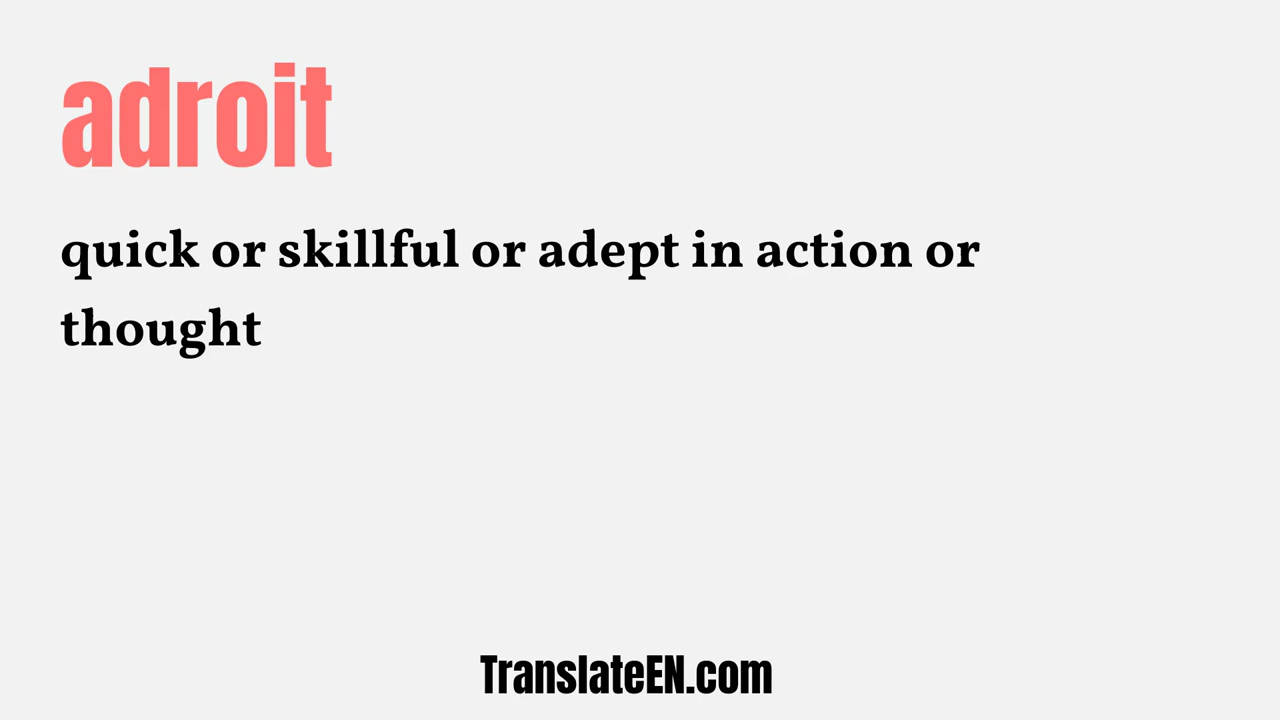 adroit
quick or skillful or adept in action or
thought
TranslateEN.com